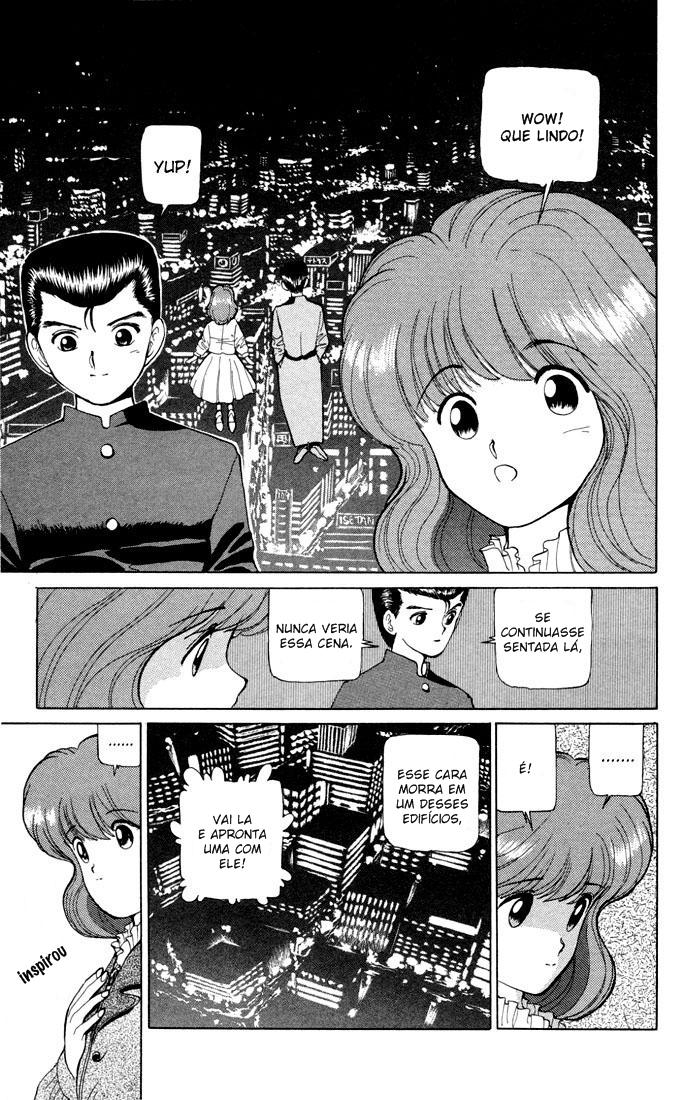 WOW!
QUE LINDO!
YUP!
ISETAN
SE
CONTINUASSE
SENTADA LÁ,
NUNCA VERIA
ESSA CENA.
.......
É!
ESSE CARA
MORRA EM
UM DESSES
EDIFÍCIOS,
VAI LA
E APRONTA
UMA COM
ELE!
......
inspirou